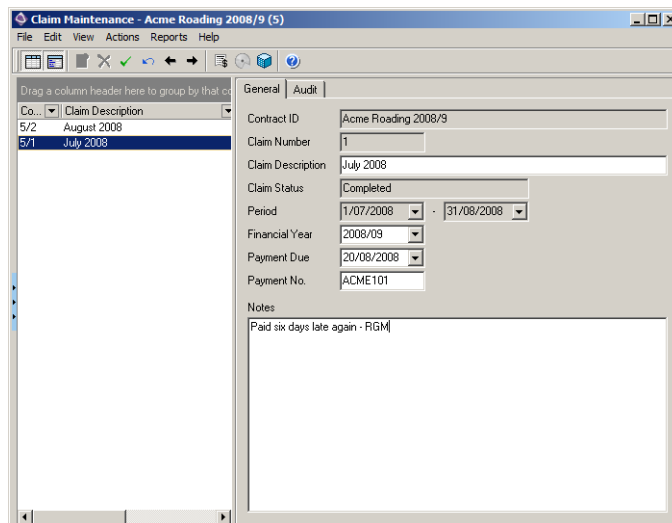 Claim Maintenance - Acme Roading 2008/9 (5)
File Edit View Actions Reports Help
Drag a column header here to group by that co
Co... Claim Description
5/2 August 2008
5/1 July 2008
General Audit
Contract ID Acme Roading 2008/9
Claim Number 1
Claim Description July 2008
Claim Status Completed
Period 1/07/2008 - 31/08/2008
Financial Year 2008/09
Payment Due 20/08/2008
Payment No. ACME101
Notes
Paid six days late again - RGM